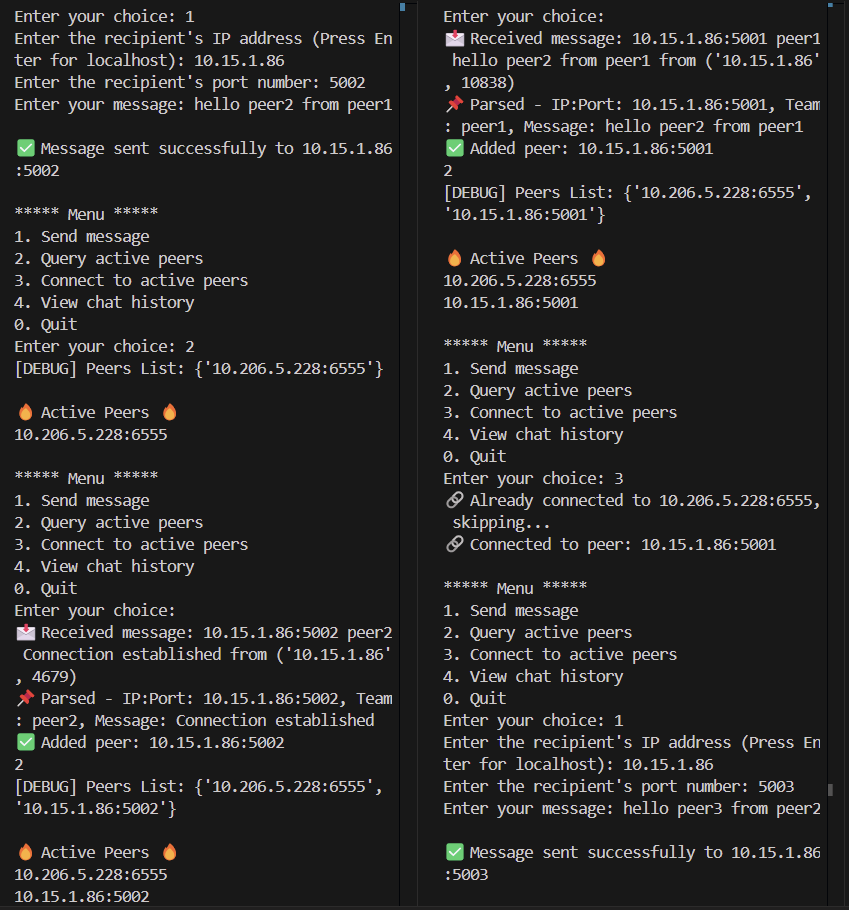 Enter your choice: 1
Enter the recipient's IP address (Press En
ter for localhost): 10.15.1.86
Enter the recipient's port number: 5002
Enter your message: hello peer2 from peer1
✅ Message sent successfully to 10.15.1.86
:5002
***** Menu *****
1. Send message
2. Query active peers
3. Connect to active peers
4. View chat history
0. Quit
Enter your choice: 2
[DEBUG] Peers List: {'10.206.5.228:6555'}
🔥 Active Peers 🔥
10.206.5.228:6555
***** Menu *****
1. Send message
2. Query active peers
3. Connect to active peers
4. View chat history
0. Quit
Enter your choice:
📩 Received message: 10.15.1.86:5002 peer2
Connection established from ('10.15.1.86'
, 4679)
📌 Parsed - IP:Port: 10.15.1.86:5002, Team
: peer2, Message: Connection established
✅ Added peer: 10.15.1.86:5002
2
[DEBUG] Peers List: {'10.206.5.228:6555',
'10.15.1.86:5002'}
🔥 Active Peers 🔥
10.206.5.228:6555
10.15.1.86:5002
Enter your choice:
📩 Received message: 10.15.1.86:5001 peer1
hello peer2 from peer1 from ('10.15.1.86'
, 10838)
📌 Parsed - IP:Port: 10.15.1.86:5001, Team
: peer1, Message: hello peer2 from peer1
✅ Added peer: 10.15.1.86:5001
2
[DEBUG] Peers List: {'10.206.5.228:6555',
'10.15.1.86:5001'}
🔥 Active Peers 🔥
10.206.5.228:6555
10.15.1.86:5001
***** Menu *****
1. Send message
2. Query active peers
3. Connect to active peers
4. View chat history
0. Quit
Enter your choice: 3
🔗 Already connected to 10.206.5.228:6555,
skipping...
🔗 Connected to peer: 10.15.1.86:5001
***** Menu *****
1. Send message
2. Query active peers
3. Connect to active peers
4. View chat history
0. Quit
Enter your choice: 1
Enter the recipient's IP address (Press En
ter for localhost): 10.15.1.86
Enter the recipient's port number: 5003
Enter your message: hello peer3 from peer2
✅ Message sent successfully to 10.15.1.86
:5003